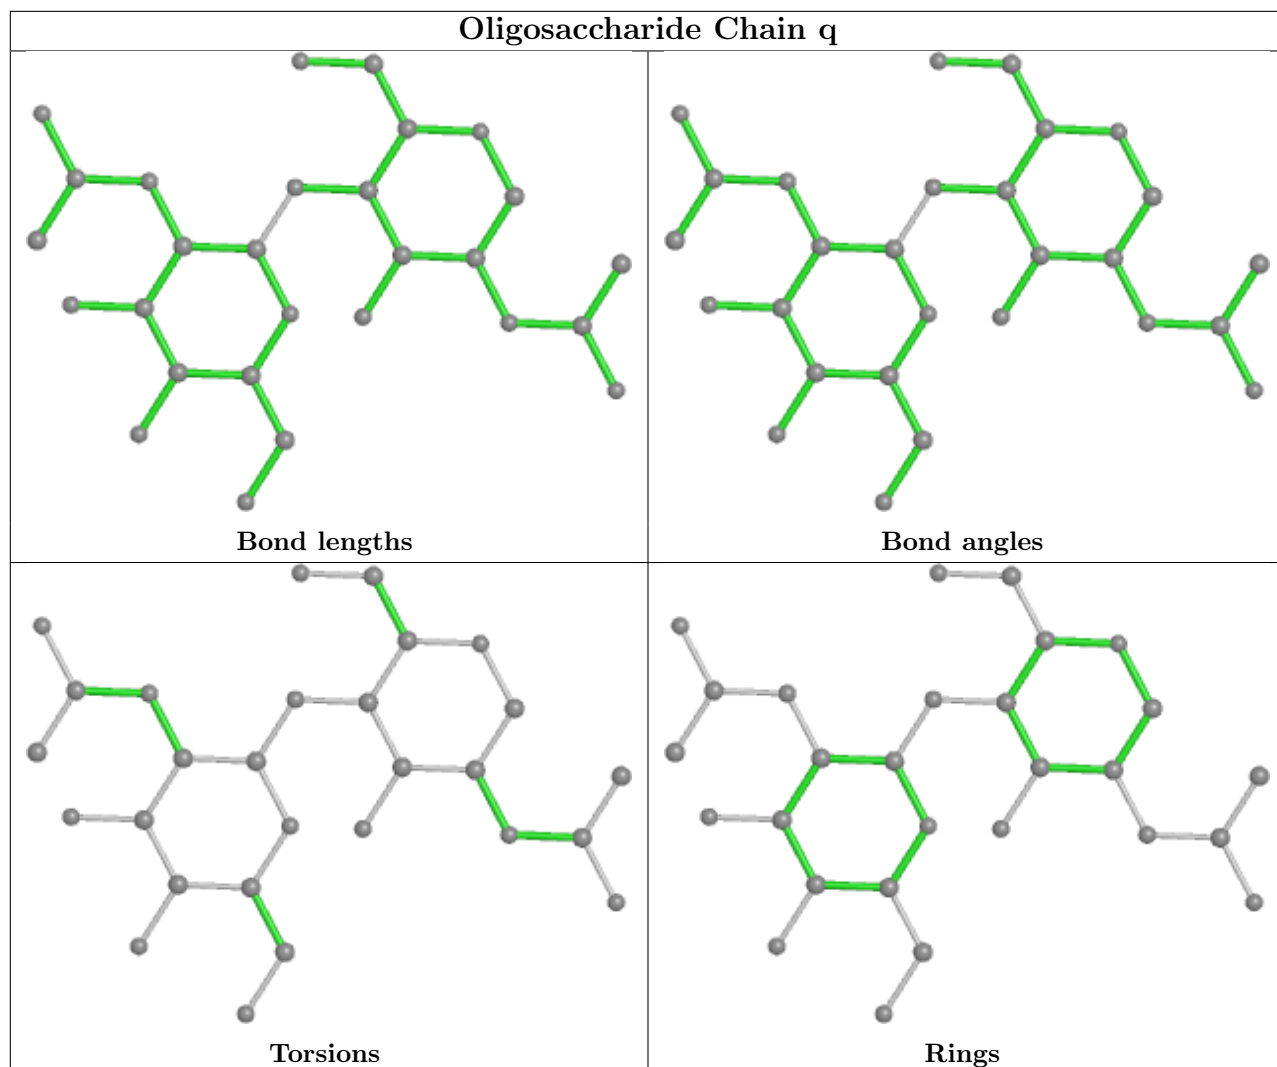 Oligosaccharide Chain q
Bond lengths
Bond angles
Torsions
Rings